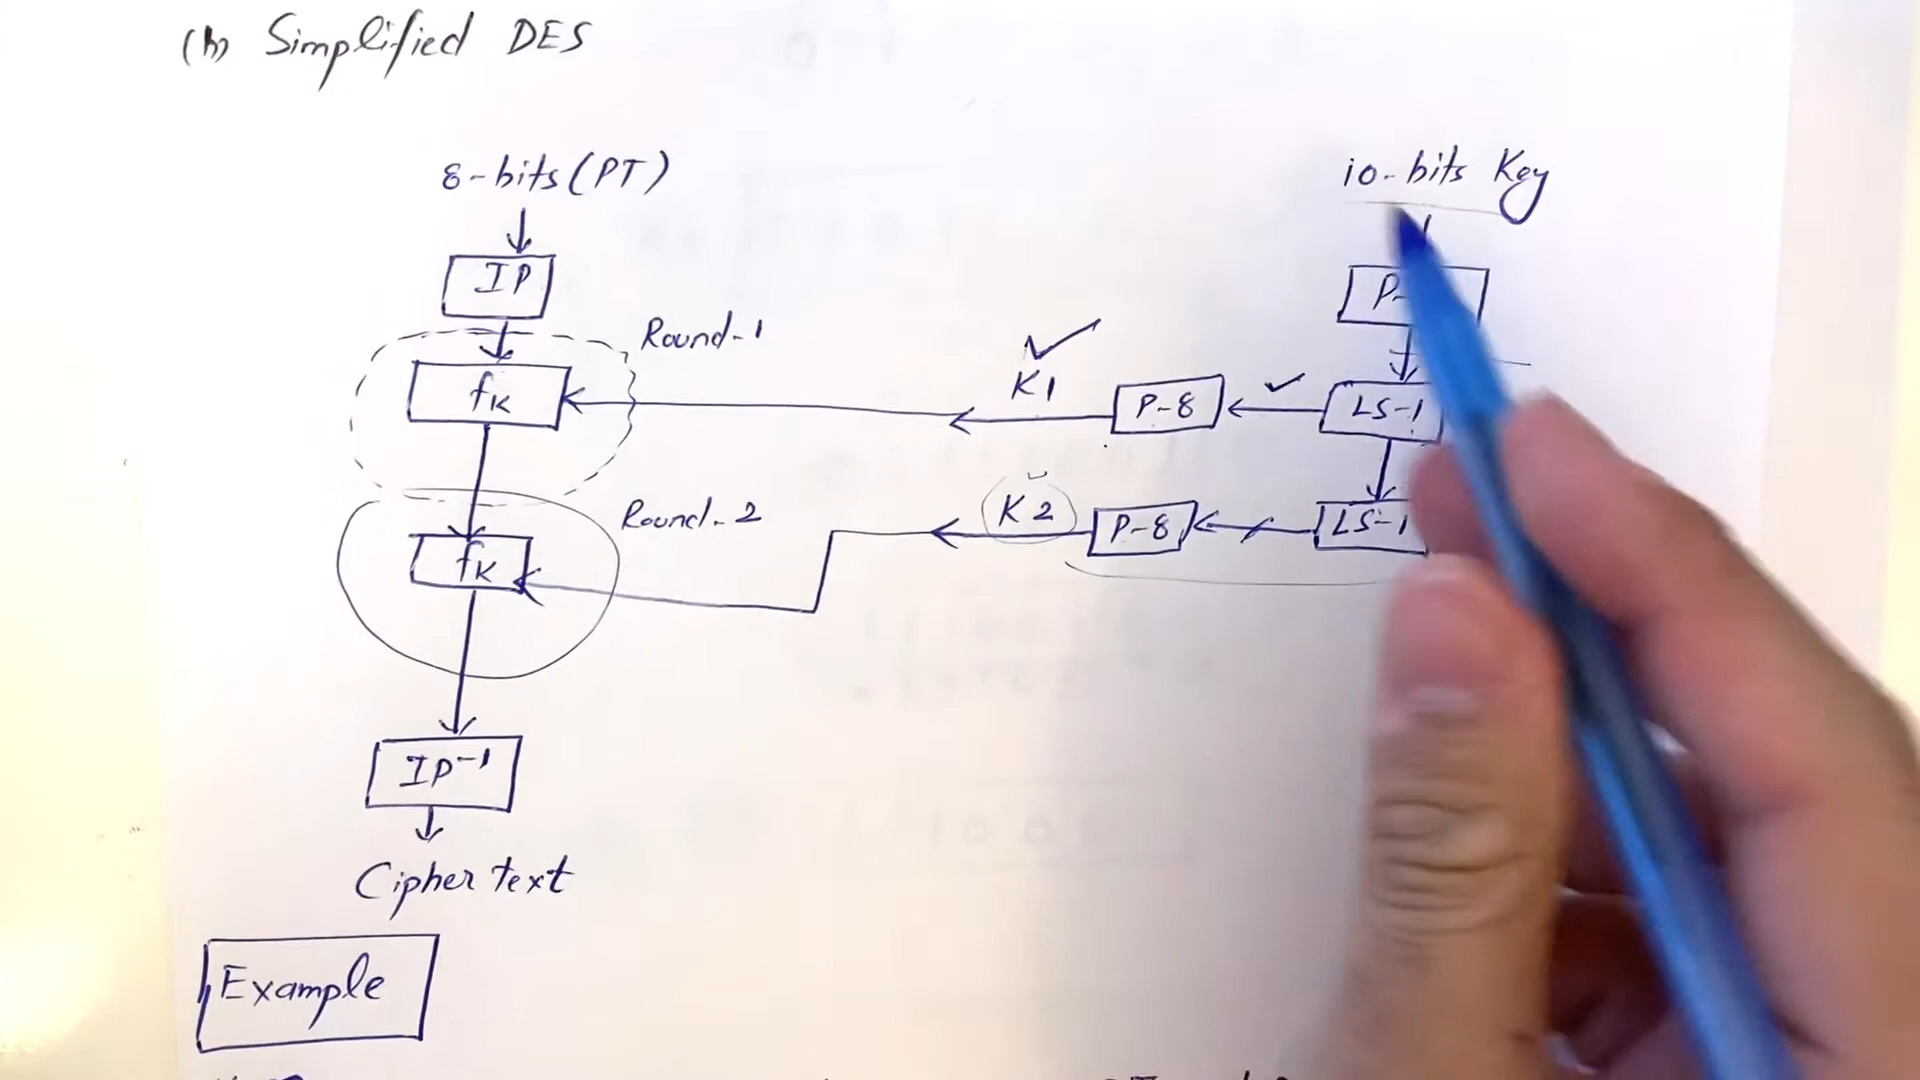 (h) Simplified DES
8-bits (PT)
10-bits Key
IP
P-
Round-1
fK
K1
P-8
LS-1
Round-2
fK
K2
P-8
LS-1
IP-1
Cipher text
Example